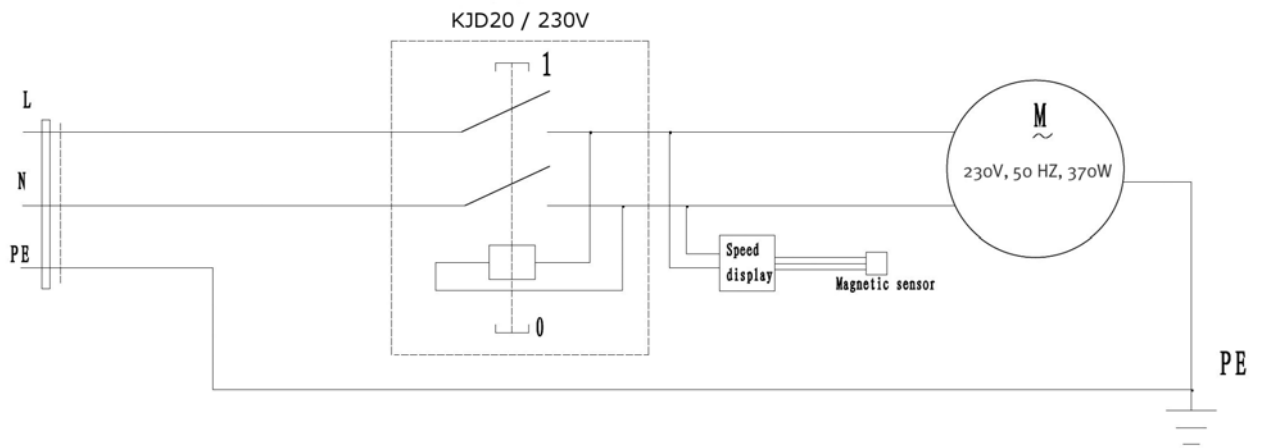 KJD20 / 230V
1
L
M
~
230V, 50 HZ, 370W
N
PE
Speed
display
Magnetic sensor
0
PE